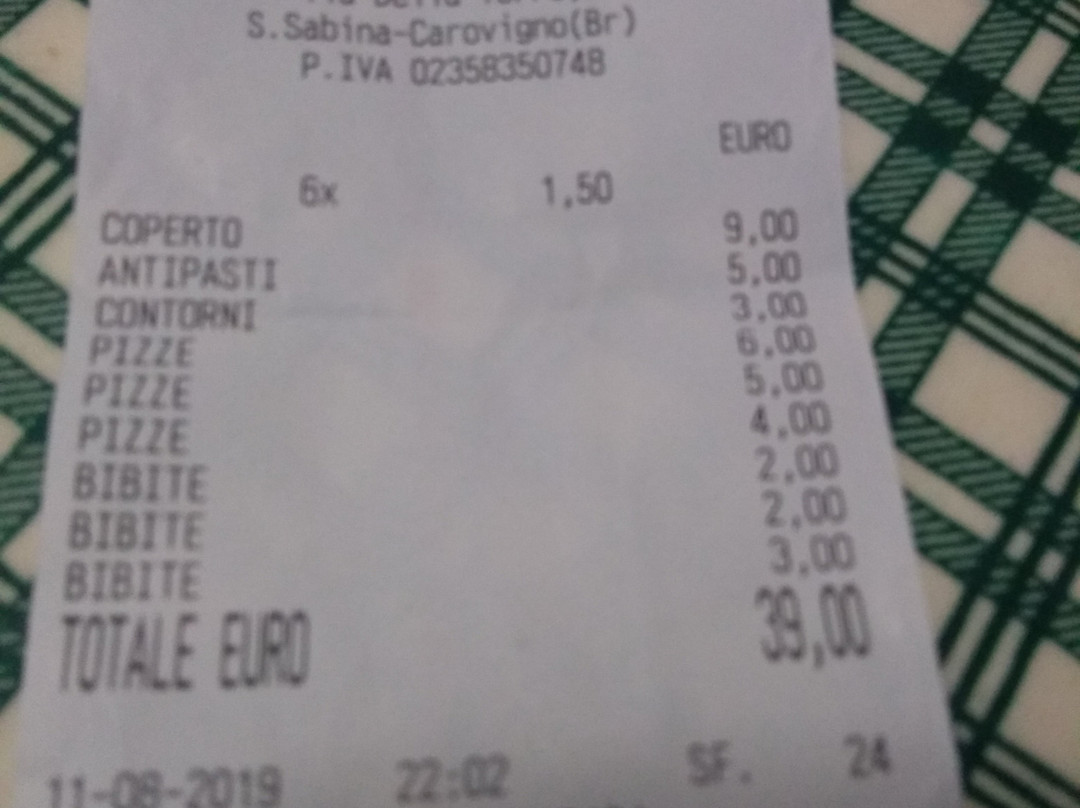 S.Sabina-Carovigno(Br)
P.IVA 02358350748
EURO
6x 1,50
COPERTO 9,00
ANTIPASTI 5,00
CONTORNI 3,00
PIZZE 6,00
PIZZE 5,00
PIZZE 4,00
BIBITE 2,00
BIBITE 2,00
BIBITE 3,00
TOTALE EURO 39,00
11-08-2019 22:02 SF. 24